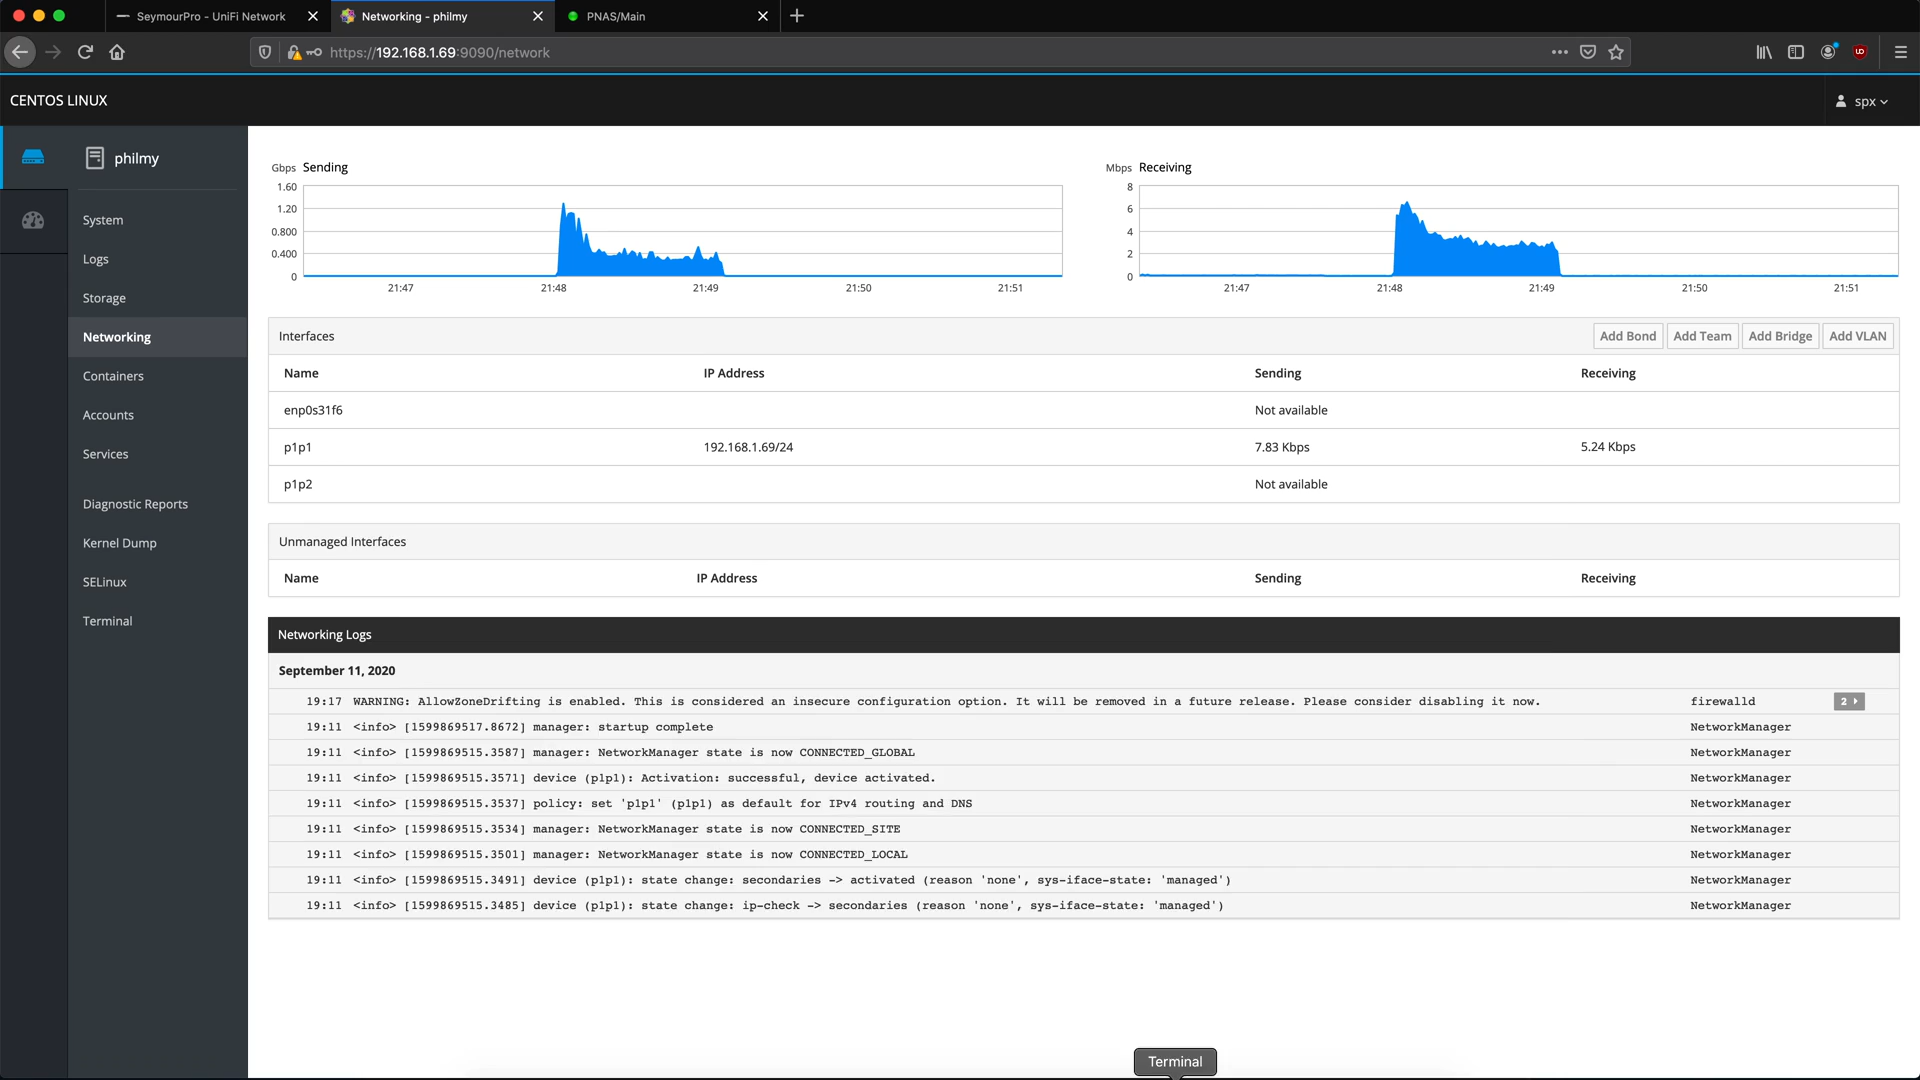 SeymourPro - UniFi Network
Networking - philmy
PNAS/Main
https://192.168.1.69:9090/network
CENTOS LINUX
spx
philmy
System
Logs
Storage
Networking
Containers
Accounts
Services
Diagnostic Reports
Kernel Dump
SELinux
Terminal
Gbps Sending
1.60
1.20
0.800
0.400
0
21:47 21:48 21:49 21:50 21:51
Mbps Receiving
8
6
4
2
0
21:47 21:48 21:49 21:50 21:51
Interfaces Add Bond Add Team Add Bridge Add VLAN
Name IP Address Sending Receiving
enp0s31f6 Not available
p1p1 192.168.1.69/24 7.83 Kbps 5.24 Kbps
p1p2 Not available
Unmanaged Interfaces
Name IP Address Sending Receiving
Networking Logs
September 11, 2020
19:17 WARNING: AllowZoneDrifting is enabled. This is considered an insecure configuration option. It will be removed in a future release. Please consider disabling it now. firewalld 2
19:11 <info> [1599869517.8672] manager: startup complete NetworkManager
19:11 <info> [1599869515.3587] manager: NetworkManager state is now CONNECTED_GLOBAL NetworkManager
19:11 <info> [1599869515.3571] device (p1p1): Activation: successful, device activated. NetworkManager
19:11 <info> [1599869515.3537] policy: set 'p1p1' (p1p1) as default for IPv4 routing and DNS NetworkManager
19:11 <info> [1599869515.3534] manager: NetworkManager state is now CONNECTED_SITE NetworkManager
19:11 <info> [1599869515.3501] manager: NetworkManager state is now CONNECTED_LOCAL NetworkManager
19:11 <info> [1599869515.3491] device (p1p1): state change: secondaries -> activated (reason 'none', sys-iface-state: 'managed') NetworkManager
19:11 <info> [1599869515.3485] device (p1p1): state change: ip-check -> secondaries (reason 'none', sys-iface-state: 'managed') NetworkManager
Terminal